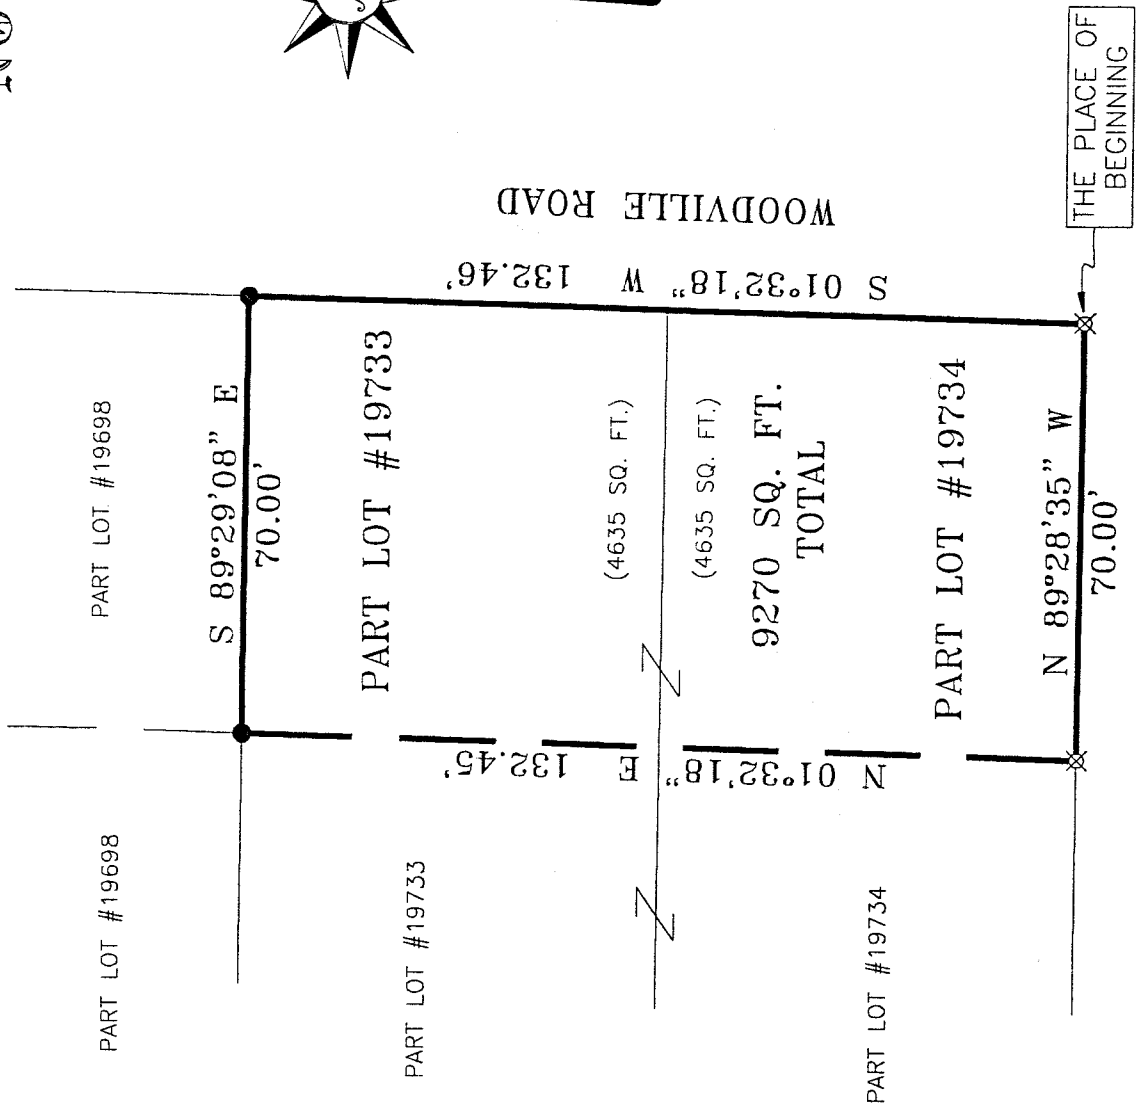 PART LOT #19698
PART LOT #19698
S 89°29'08" E
70.00'
WOODVILLE ROAD
S 01°32'18" W 132.46'
PART LOT #19733
PART LOT #19733
(4635 SQ. FT.)
(4635 SQ. FT.)
9270 SQ. FT.
TOTAL
N 01°32'18" E 132.45'
PART LOT #19734
PART LOT #19734
N 89°28'35" W
70.00'
THE PLACE OF
BEGINNING